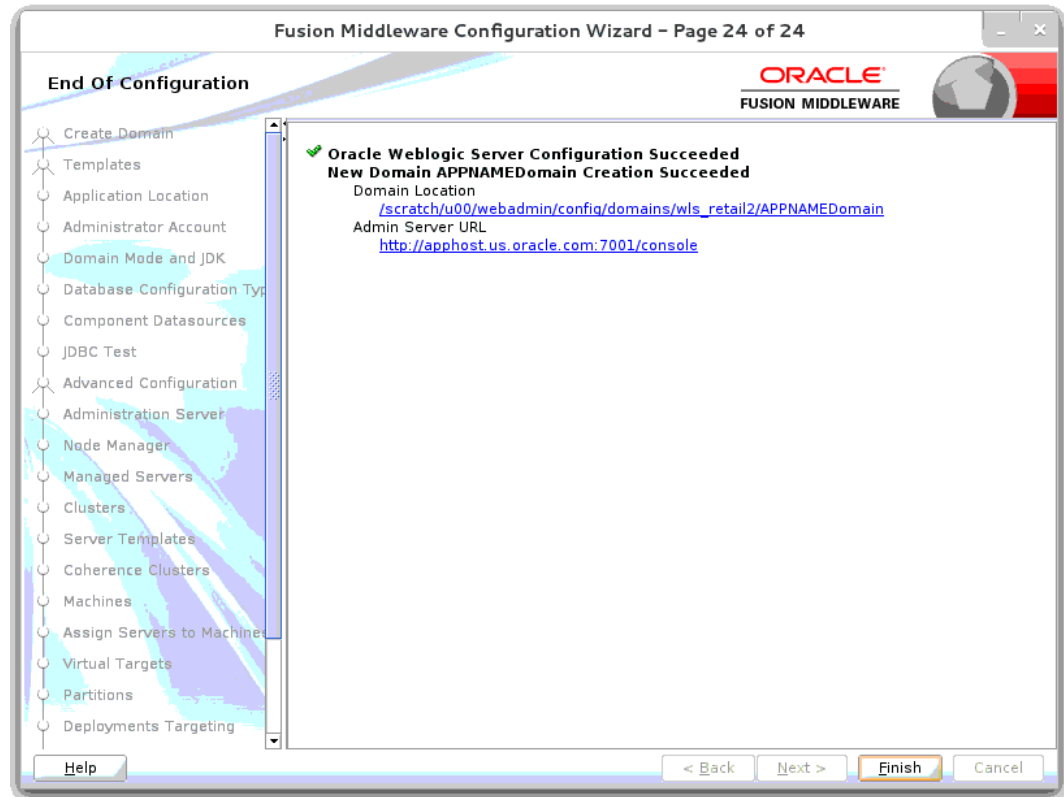 Fusion Middleware Configuration Wizard – Page 24 of 24
End Of Configuration
ORACLE
FUSION MIDDLEWARE
Create Domain
Templates
Application Location
Administrator Account
Domain Mode and JDK
Database Configuration Typ
Component Datasources
JDBC Test
Advanced Configuration
Administration Server
Node Manager
Managed Servers
Clusters
Server Templates
Coherence Clusters
Machines
Assign Servers to Machines
Virtual Targets
Partitions
Deployments Targeting
Oracle Weblogic Server Configuration Succeeded
New Domain APPNAMEDomain Creation Succeeded
Domain Location
/scratch/u00/webadmin/config/domains/wls_retail2/APPNAMEDomain
Admin Server URL
http://apphost.us.oracle.com:7001/console
Help
< Back
Next >
Finish
Cancel